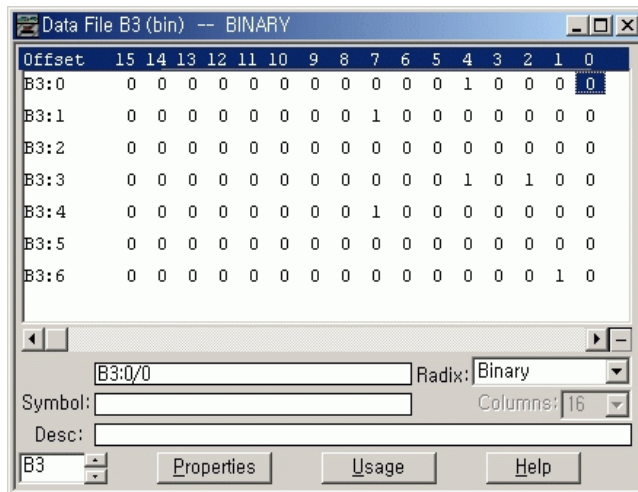 Data File B3 (bin) -- BINARY
Offset 15 14 13 12 11 10 9 8 7 6 5 4 3 2 1 0
B3:0 0 0 0 0 0 0 0 0 0 0 0 1 0 0 0 0
B3:1 0 0 0 0 0 0 0 0 1 0 0 0 0 0 0 0
B3:2 0 0 0 0 0 0 0 0 0 0 0 0 0 0 0 0
B3:3 0 0 0 0 0 0 0 0 0 0 0 1 0 1 0 0
B3:4 0 0 0 0 0 0 0 0 1 0 0 0 0 0 0 0
B3:5 0 0 0 0 0 0 0 0 0 0 0 0 0 0 0 0
B3:6 0 0 0 0 0 0 0 0 0 0 0 0 0 0 1 0
B3:0/0 Radix: Binary
Symbol: Columns: 16
Desc:
B3 Properties Usage Help